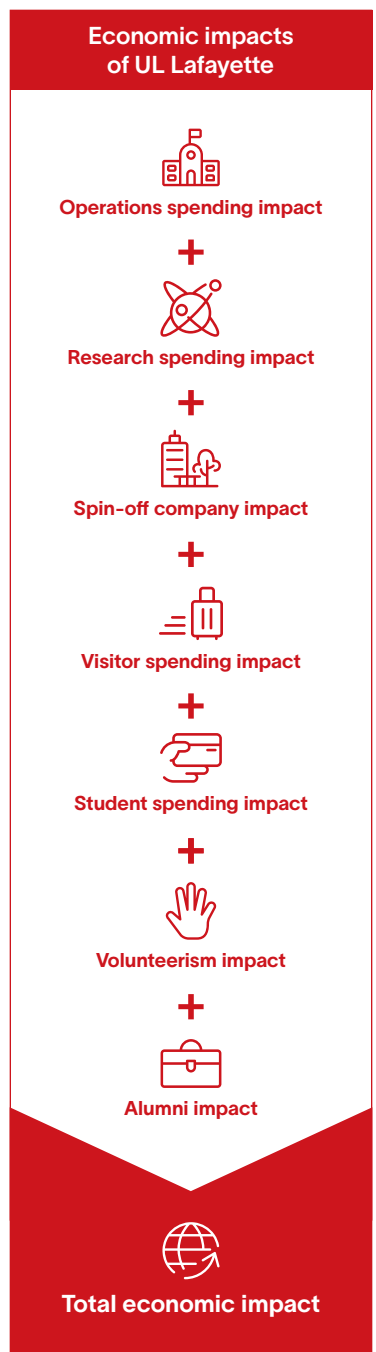 Economic impacts
of UL Lafayette
Operations spending impact
+
Research spending impact
+
Spin-off company impact
+
Visitor spending impact
+
Student spending impact
+
Volunteerism impact
+
Alumni impact
Total economic impact